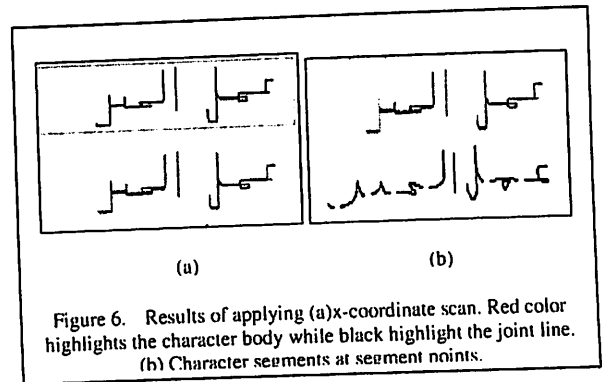 (a)
(b)
Figure 6. Results of applying (a)x-coordinate scan. Red color
highlights the character body while black highlight the joint line.
(b) Character segments at segment points.